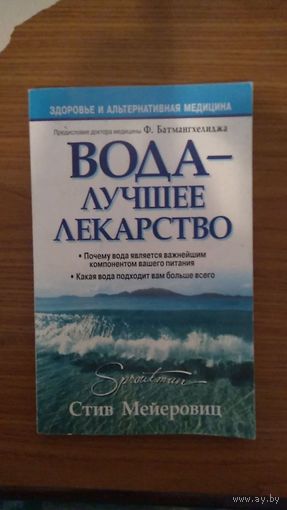 ЗДОРОВЬЕ И АЛЬТЕРНАТИВНАЯ МЕДИЦИНА
Предисловие доктора медицины Ф. Батмангхелиджа
ВОДА –
ЛУЧШЕЕ
ЛЕКАРСТВО
• Почему вода является важнейшим
компонентом вашего питания
• Какая вода подходит вам больше всего
Sproutman
Стив Мейеровиц
www.ay.by